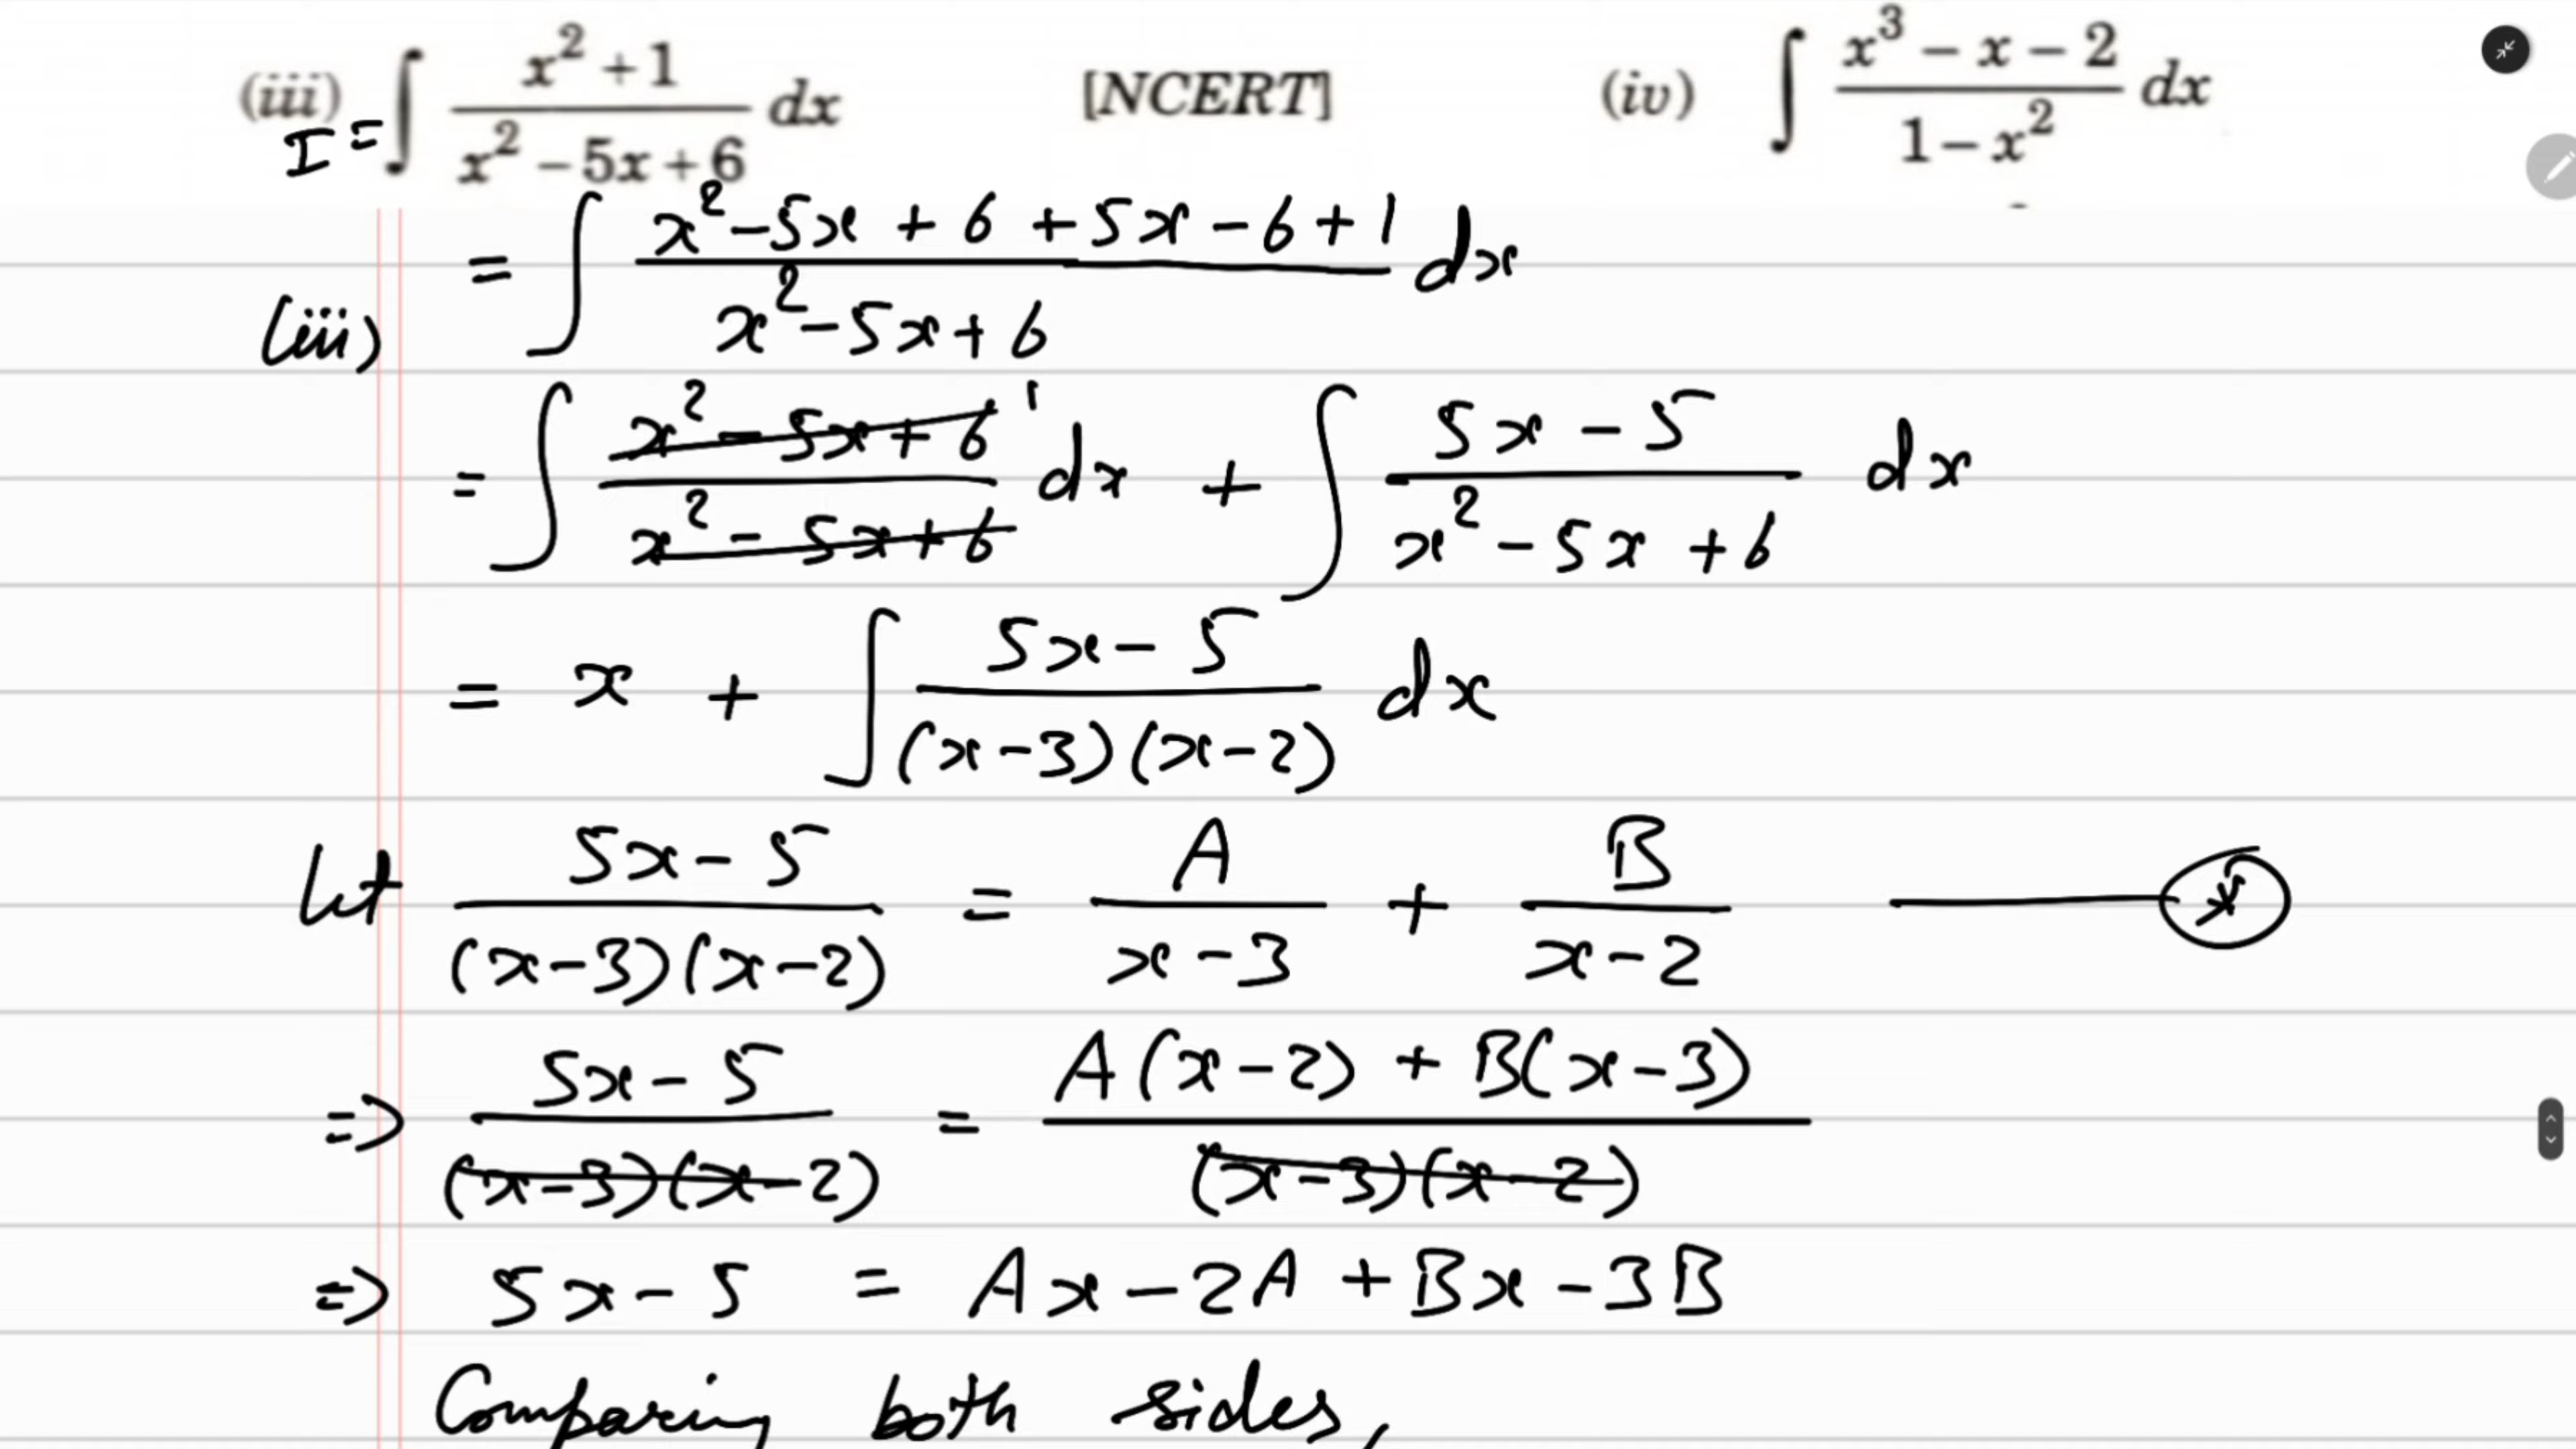 (iii) ∫ (x² + 1)/(x² − 5x + 6) dx [NCERT] (iv) ∫ (x³ − x − 2)/(1 − x²) dx
I =
= ∫ (x² − 5x + 6 + 5x − 6 + 1)/(x² − 5x + 6) dx
(iii)
= ∫ (x² − 5x + 6)/(x² − 5x + 6) dx + ∫ (5x − 5)/(x² − 5x + 6) dx
= x + ∫ (5x − 5)/((x−3)(x−2)) dx
Let (5x − 5)/((x−3)(x−2)) = A/(x − 3) + B/(x − 2) —— *
=> (5x − 5)/((x−3)(x−2)) = (A(x−2) + B(x−3))/((x−3)(x−2))
=> 5x − 5 = Ax − 2A + Bx − 3B
Comparing both sides,